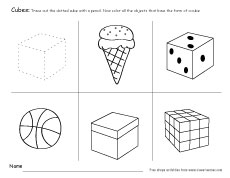 Cubes: Trace out the dotted cube with a pencil. Now color all the objects that have the form of a cube
Name